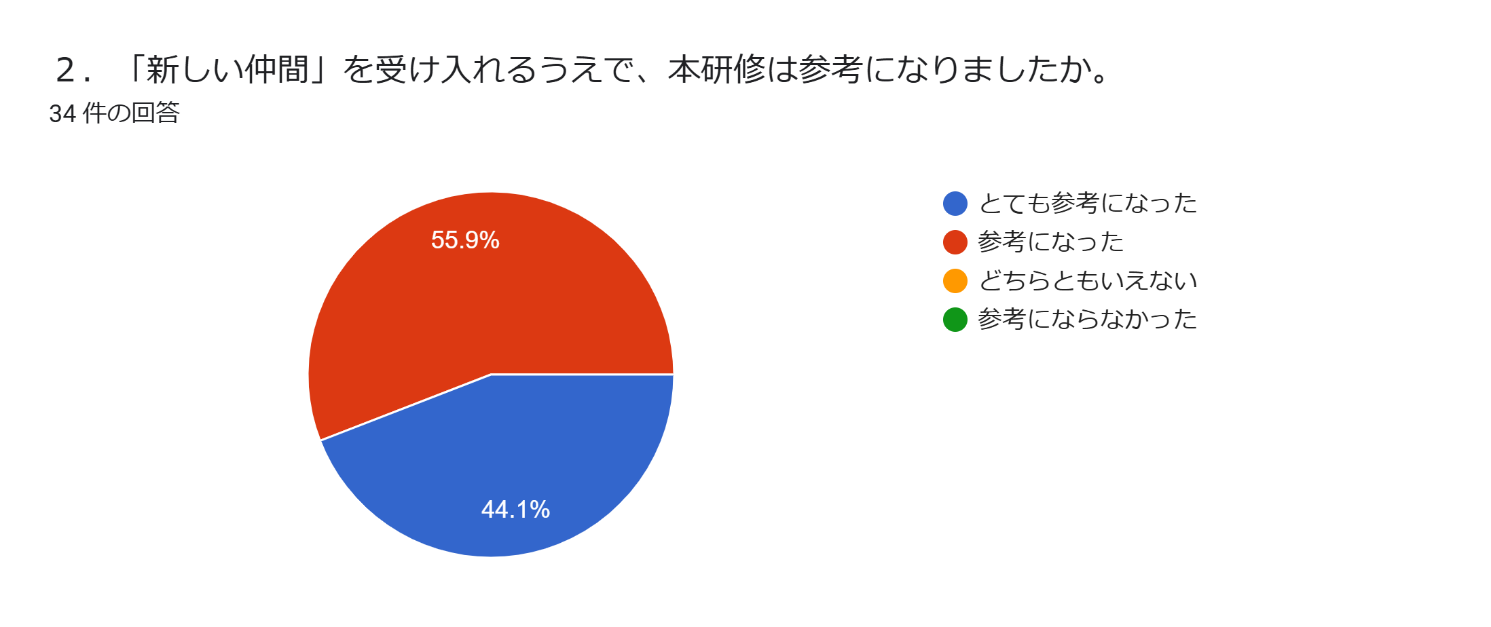 ２．「新しい仲間」を受け入れるうえで、本研修は参考になりましたか。
34 件の回答
とても参考になった
参考になった
どちらともいえない
参考にならなかった
55.9%
44.1%